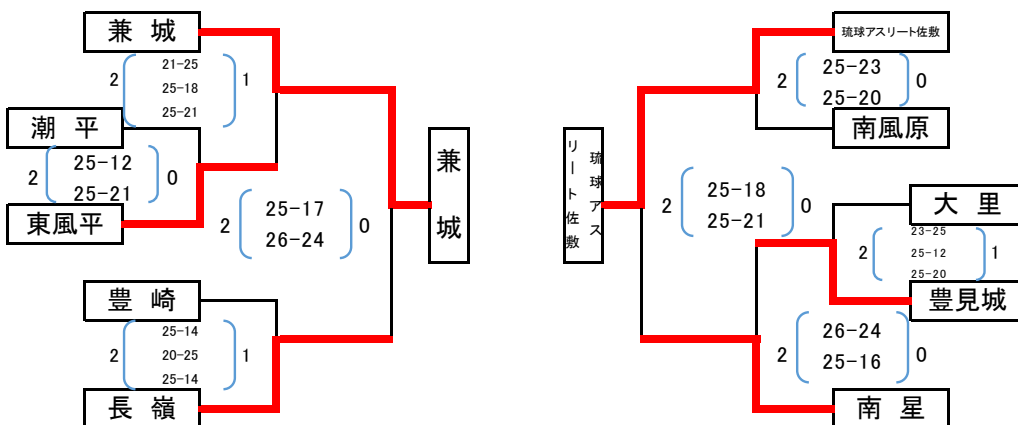 兼 城
2 21-25 1
25-18
25-21
潮 平
2 25-12 0
25-21
東風平
2 25-17 0
26-24
兼城
豊 崎
2 25-14 1
20-25
25-14
長 嶺
琉球アスリート佐敷
2 25-23 0
25-20
南風原
琉球アス
リート佐敷
2 25-18 0
25-21
大 里
2 23-25 1
25-12
25-20
豊見城
2 26-24 0
25-16
南 星